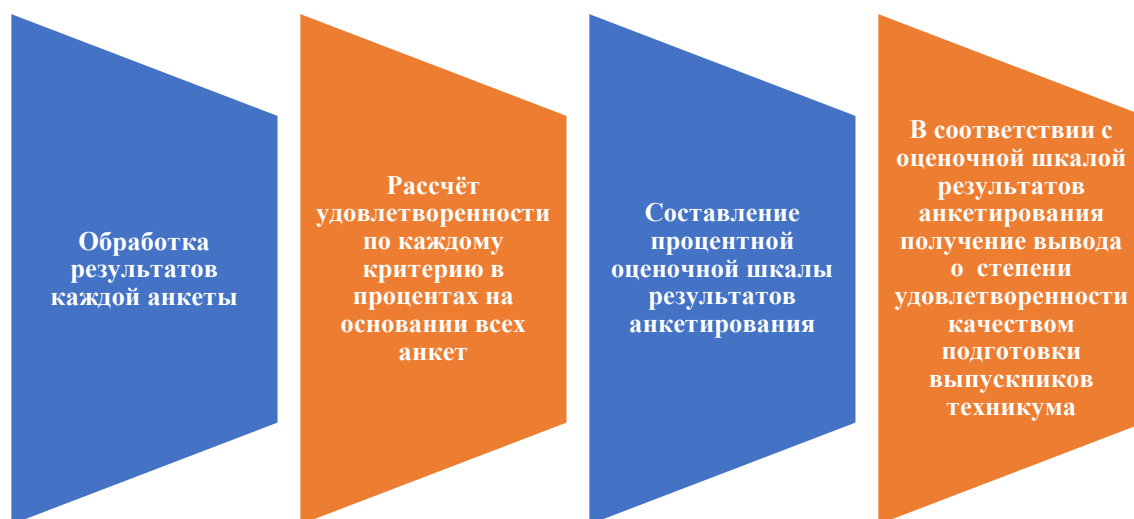 Обработка
результатов
каждой анкеты
Рассчёт
удовлетворенности
по каждому
критерию в
процентах на
основании всех
анкет
Составление
процентной
оценочной шкалы
результатов
анкетирования
В соответствии с
оценочной шкалой
результатов
анкетирования
получение вывода
о степени
удовлетворенности
качеством
подготовки
выпускников
техникума